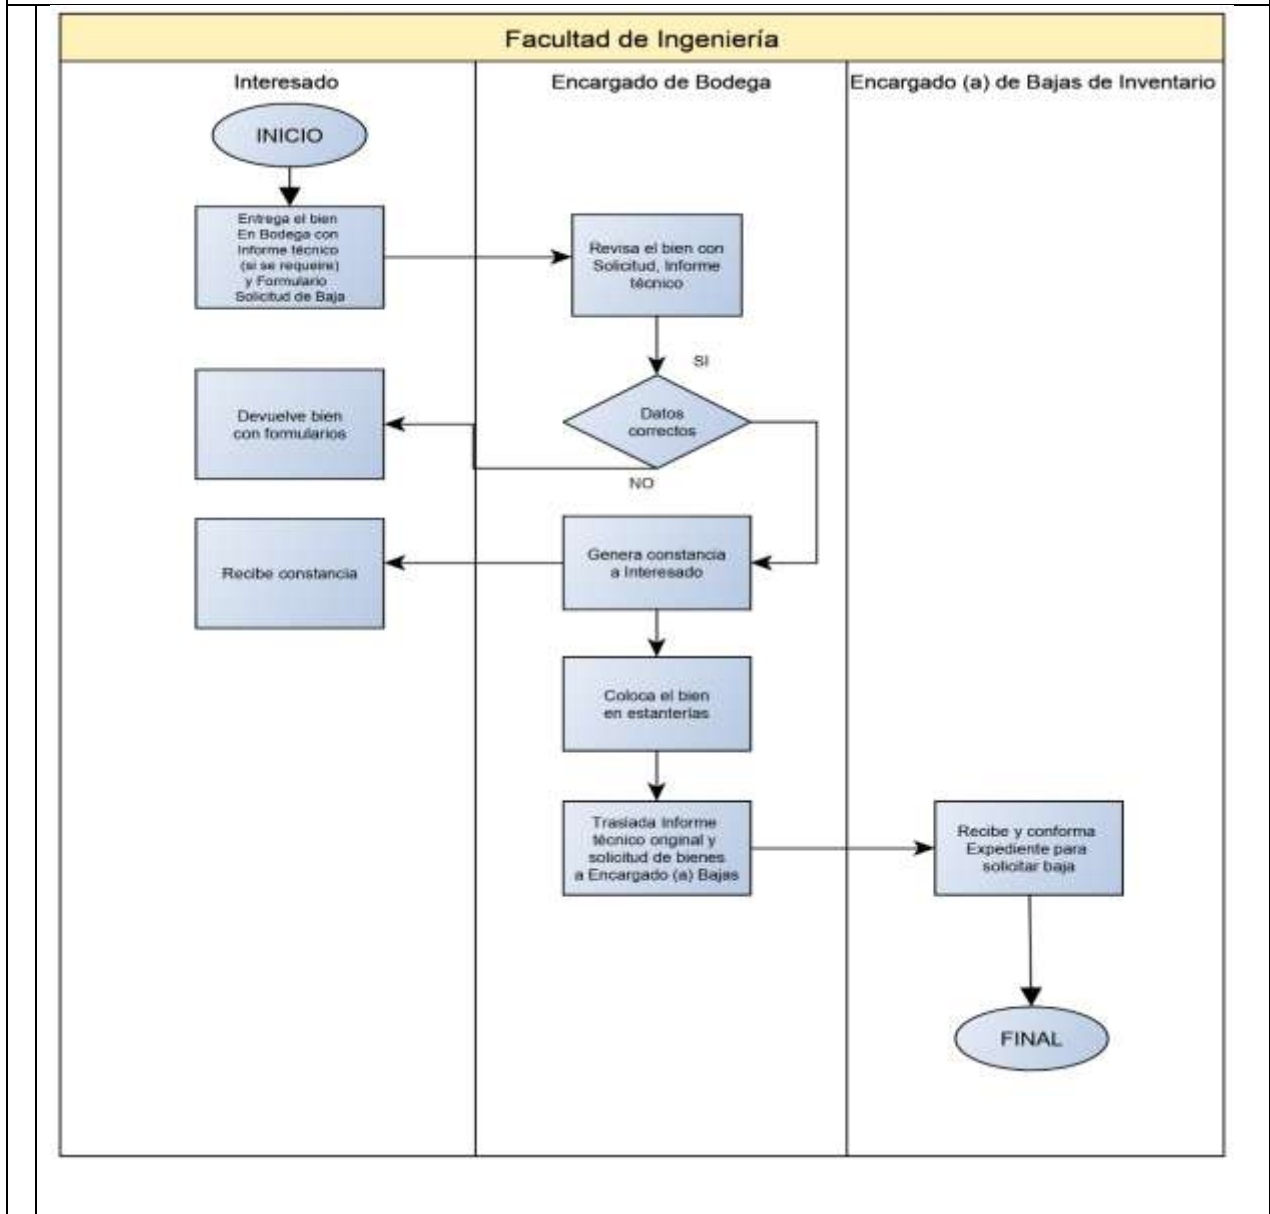 Facultad de Ingeniería
Interesado
Encargado de Bodega
Encargado (a) de Bajas de Inventario
INICIO
Entrega el bien
En Bodega con
Informe técnico
(si se requeire)
y Formulario
Solicitud de Baja
Revisa el bien con
Solicitud, Informe
técnico
SI
Datos
correctos
NO
Devuelve bien
con formularios
Genera constancia
a Interesado
Recibe constancia
Coloca el bien
en estanterías
Traslada Informe
técnico original y
solicitud de bienes
a Encargado (a) Bajas
Recibe y conforma
Expediente para
solicitar baja
FINAL